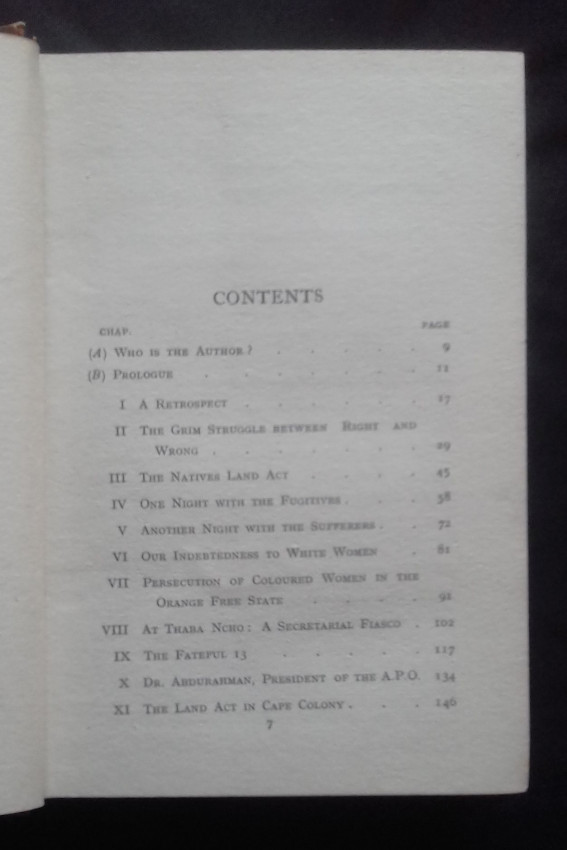 CONTENTS
CHAP. PAGE
(A) WHO IS THE AUTHOR? . . . . . 9
(B) PROLOGUE . . . . . . 11
I A RETROSPECT . . . . . . 17
II THE GRIM STRUGGLE BETWEEN RIGHT AND
WRONG . . . . . . . 29
III THE NATIVES LAND ACT . . . . 45
IV ONE NIGHT WITH THE FUGITIVES . . . 58
V ANOTHER NIGHT WITH THE SUFFERERS . . 72
VI OUR INDEBTEDNESS TO WHITE WOMEN . 81
VII PERSECUTION OF COLOURED WOMEN IN THE
ORANGE FREE STATE . . . . 91
VIII AT THABA NCHO: A SECRETARIAL FIASCO . 102
IX THE FATEFUL 13 . . . . . 117
X DR. ABDURAHMAN, PRESIDENT OF THE A.P.O. 134
XI THE LAND ACT IN CAPE COLONY . . . 146
7